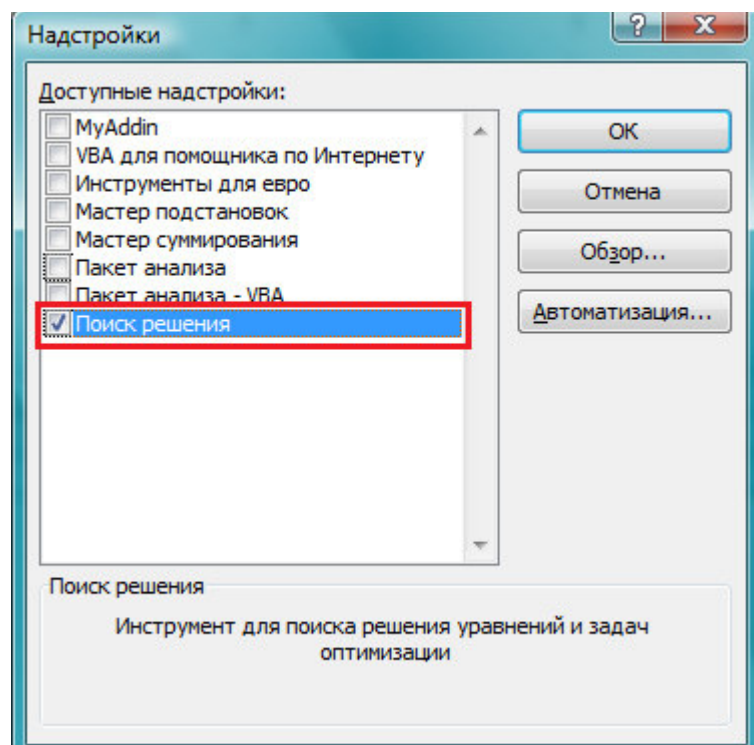 Надстройки
Доступные надстройки:
MyAddin
VBA для помощника по Интернету
Инструменты для евро
Мастер подстановок
Мастер суммирования
Пакет анализа
Пакет анализа - VBA
Поиск решения
ОК
Отмена
Обзор...
Автоматизация...
Поиск решения
Инструмент для поиска решения уравнений и задач
оптимизации